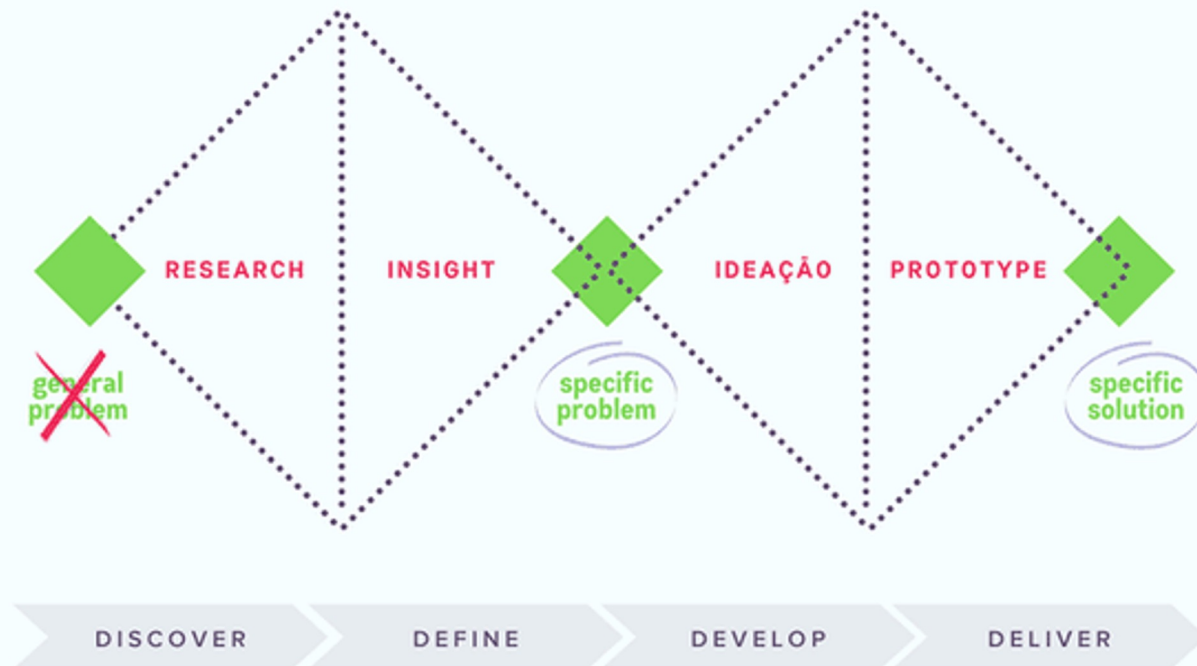 RESEARCH
INSIGHT
IDEAÇÃO
PROTOTYPE
general
problem
specific
problem
specific
solution
DISCOVER
DEFINE
DEVELOP
DELIVER